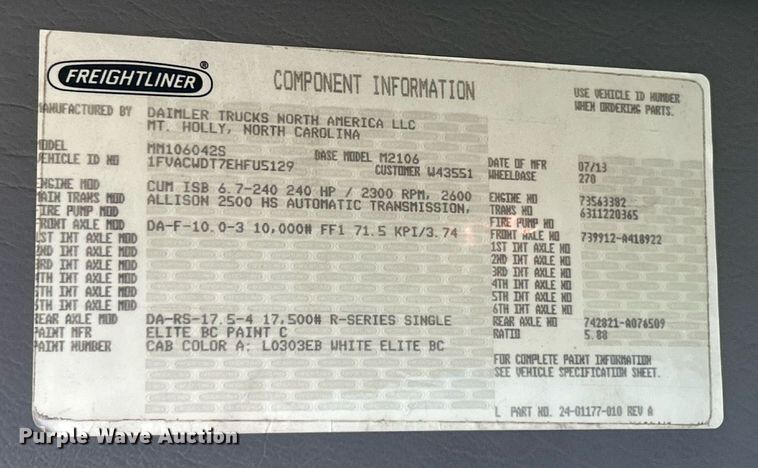 FREIGHTLINER®
COMPONENT INFORMATION
USE VEHICLE ID NUMBER
WHEN ORDERING PARTS.
MANUFACTURED BY DAIMLER TRUCKS NORTH AMERICA LLC
MT. HOLLY, NORTH CAROLINA
MODEL MM106042S BASE MODEL M2106 DATE OF MFR 07/13
VEHICLE ID NO 1FVACWDT7EHFU5129 CUSTOMER W43551 WHEELBASE 270
ENGINE MOD CUM ISB 6.7-240 240 HP / 2300 RPM, 2600 ENGINE NO 73563382
MAIN TRANS MOD ALLISON 2500 HS AUTOMATIC TRANSMISSION, TRANS NO 6311220365
FIRE PUMP MOD FIRE PUMP NO
FRONT AXLE MOD DA-F-10.0-3 10,000# FF1 71.5 KPI/3.74 FRONT AXLE NO 739912-A418922
1ST INT AXLE MOD 1ST INT AXLE NO
2ND INT AXLE MOD 2ND INT AXLE NO
3RD INT AXLE MOD 3RD INT AXLE NO
4TH INT AXLE MOD 4TH INT AXLE NO
5TH INT AXLE MOD 5TH INT AXLE NO
6TH INT AXLE MOD 6TH INT AXLE NO
REAR AXLE MOD DA-RS-17.5-4 17,500# R-SERIES SINGLE REAR AXLE NO 742821-A076509
PAINT MFR ELITE BC PAINT C RATIO 5.88
PAINT NUMBER CAB COLOR A: L0303EB WHITE ELITE BC
FOR COMPLETE PAINT INFORMATION
SEE VEHICLE SPECIFICATION SHEET.
L PART NO. 24-01177-010 REV A
Purple Wave Auction